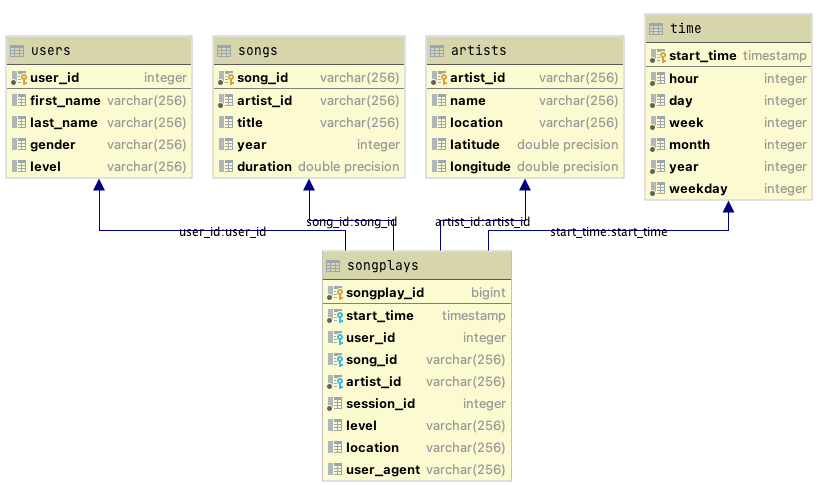 users
user_id integer
first_name varchar(256)
last_name varchar(256)
gender varchar(256)
level varchar(256)
songs
song_id varchar(256)
artist_id varchar(256)
title varchar(256)
year integer
duration double precision
artists
artist_id varchar(256)
name varchar(256)
location varchar(256)
latitude double precision
longitude double precision
time
start_time timestamp
hour integer
day integer
week integer
month integer
year integer
weekday integer
user_id:user_id
song_id:song_id
artist_id:artist_id
start_time:start_time
songplays
songplay_id bigint
start_time timestamp
user_id integer
song_id varchar(256)
artist_id varchar(256)
session_id integer
level varchar(256)
location varchar(256)
user_agent varchar(256)